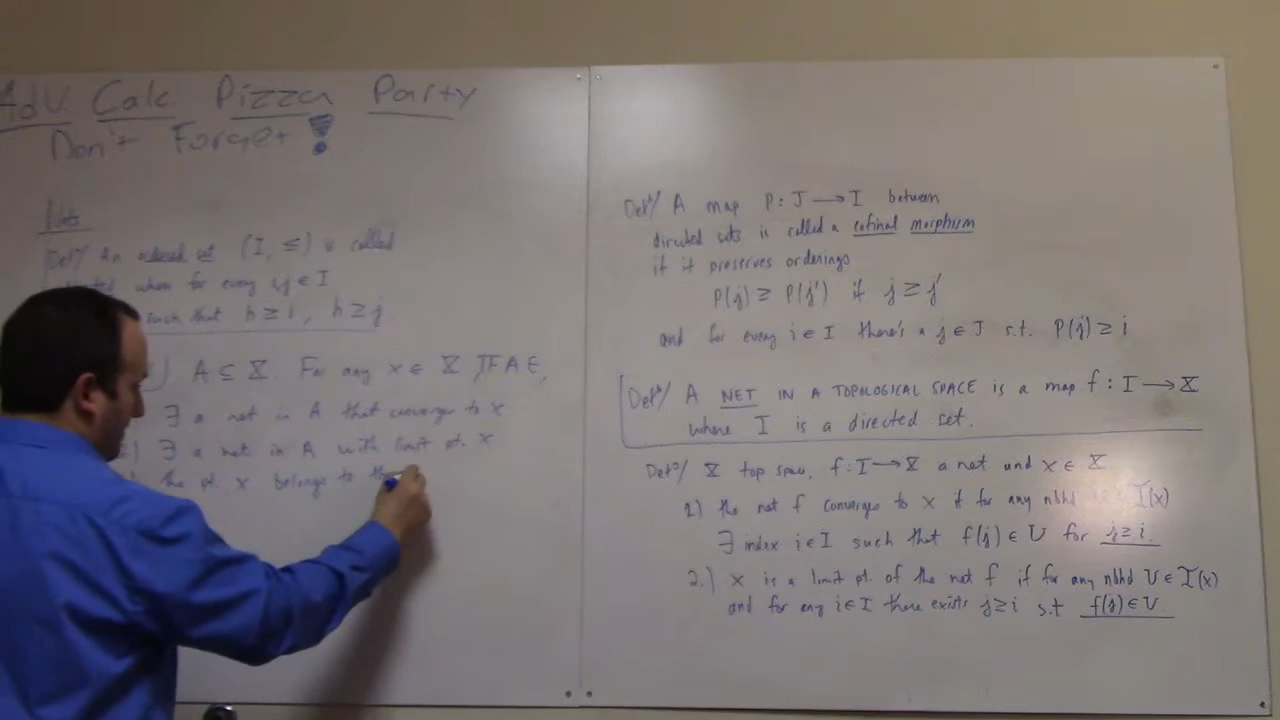 Adv. Calc. Pizza Party
Don't Forget!
Nets
Def'n/ An ordered set (I, ≤) is called
directed when for every i,j ∈ I
such that h ≥ i, h ≥ j
) A ⊆ X. For any x ∈ X TFAE,
∃ a net in A that converges to x
) ∃ a net in A with limit pt. x
the pt. x belongs to th
Def'n/ A map P: J → I between
directed sets is called a cofinal morphism
if it preserves orderings
P(j) ≥ P(j') if j ≥ j'
and for every i ∈ I there's a j ∈ J s.t. P(j) ≥ i
Def'n/ A NET IN A TOPOLOGICAL SPACE is a map f : I → X
where I is a directed set.
Def'n/ X top space, f: I → X a net and x ∈ X
1) the net f converges to x if for any nbhd (x)
∃ index i ∈ I such that f(j) ∈ U for j ≥ i
2.) x is a limit pt. of the net f if for any nbhd U ∈ I(x)
and for any i ∈ I there exists j ≥ i s.t f(j) ∈ U